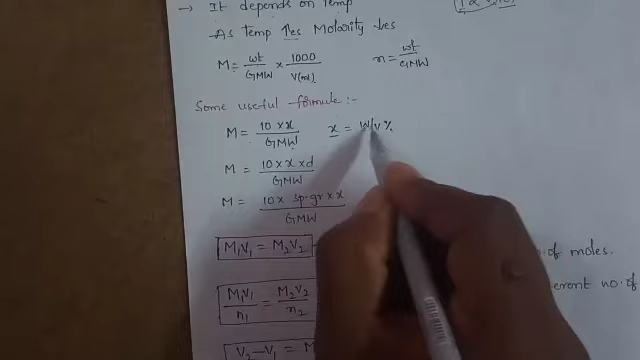 → It depends on Temp
As Temp ↑es Molarity ↓es
M = wt/GMW × 1000/V(ml)    n = wt/GMW
Some useful formule :-
M = 10 × x/GMW    x = W/V %
M = 10 × x × d/GMW
M = 10 × sp.gr × x/GMW
M₁V₁ = M₂V₂    of moles.
M₁V₁/n₁ = M₂V₂/n₂    erent no. of
V₂ – V₁ = M